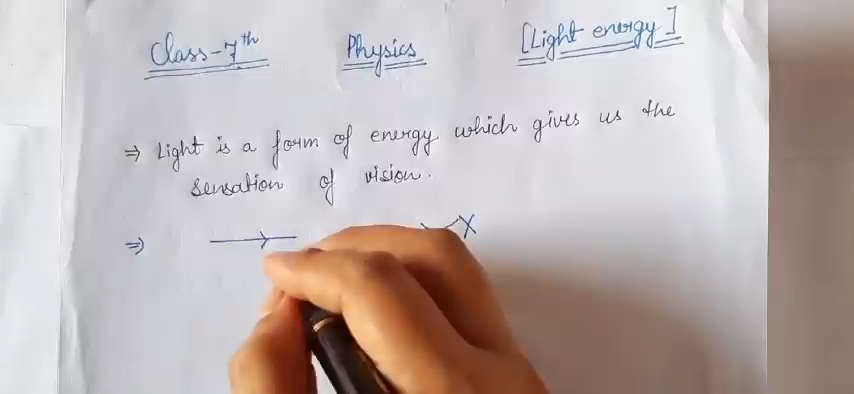 Class-7th Physics [Light energy]
⇒ Light is a form of energy which gives us the
sensation of vision.
⇒